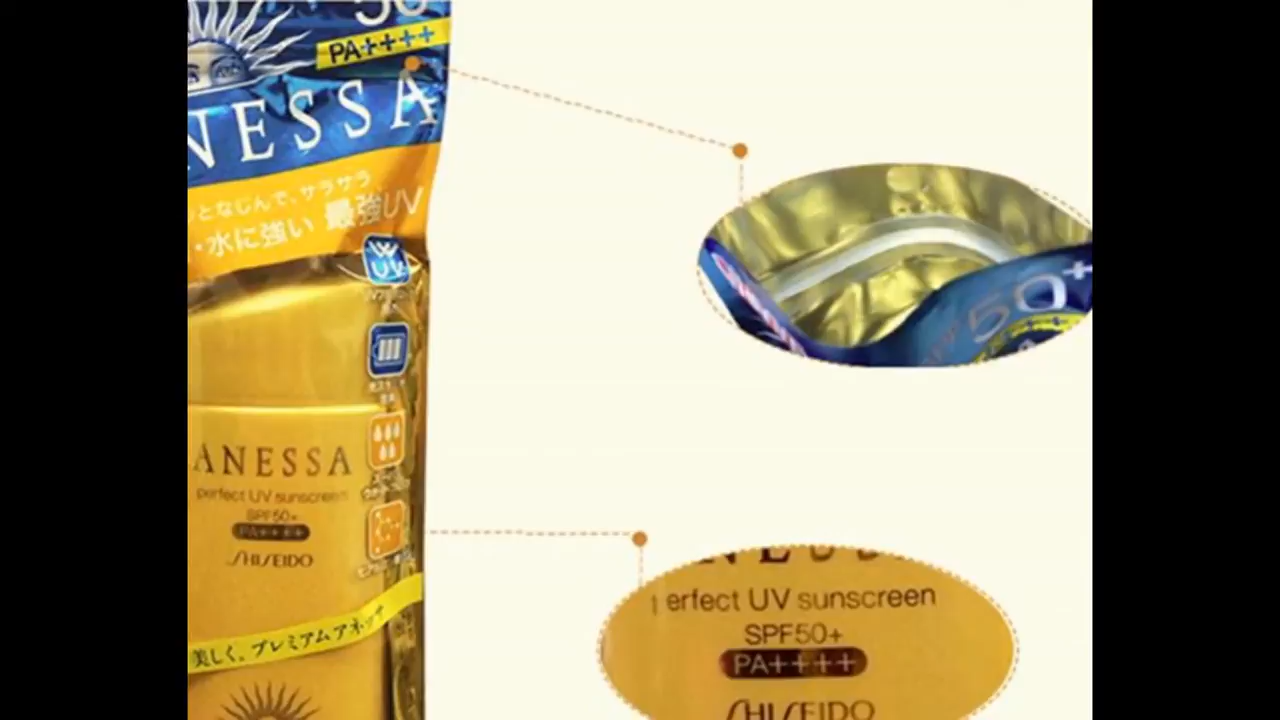 50
PA++++
NESSA
となじんで、サラサラ
・水に強い 最強UV
UV
ANESSA
perfect UV sunscreen
SPF50+
PA++++
SHISEIDO
美しく。プレミアムアネッサ
50+
erfect UV sunscreen
SPF50+
PA++++
SHISEIDO